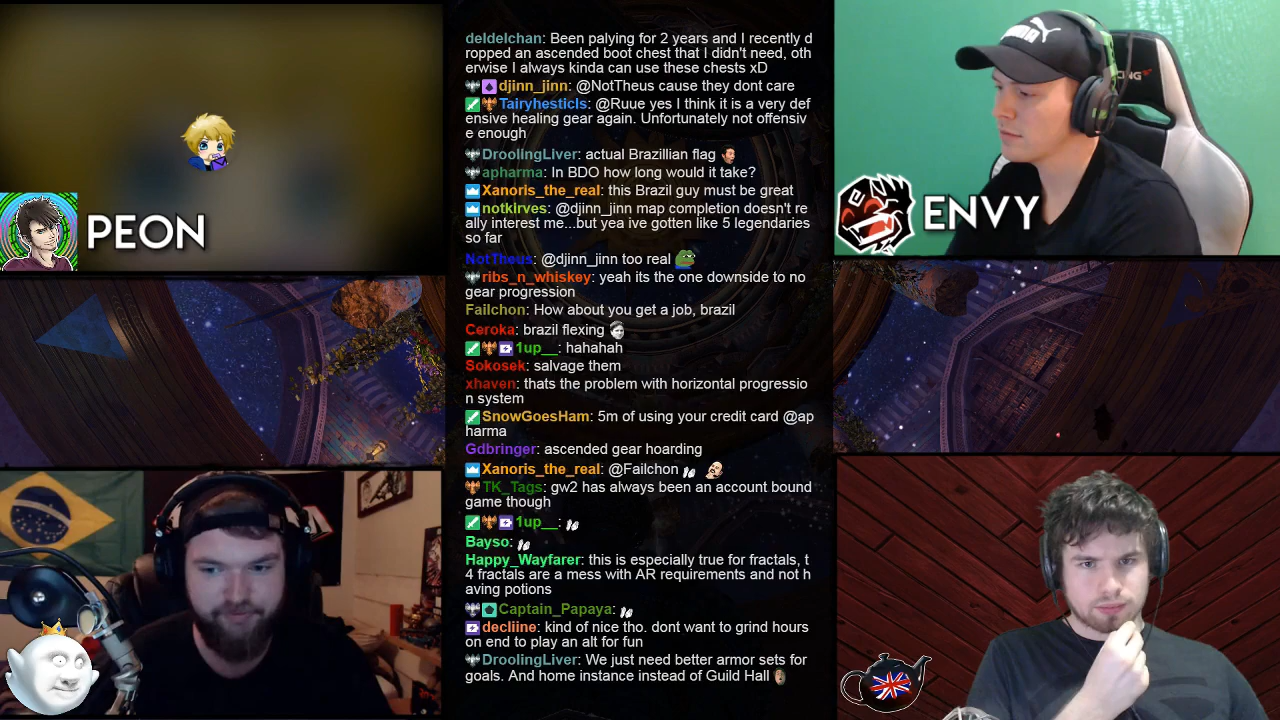 PEON
deldelchan: Been palying for 2 years and I recently d
ropped an ascended boot chest that I didn't need, oth
erwise I always kinda can use these chests xD
djinn_jinn: @NotTheus cause they dont care
Tairyhesticls: @Ruue yes I think it is a very def
ensive healing gear again. Unfortunately not offensiv
e enough
DroolingLiver: actual Brazillian flag
apharma: In BDO how long would it take?
Xanoris_the_real: this Brazil guy must be great
notkirves: @djinn_jinn map completion doesn't re
ally interest me...but yea ive gotten like 5 legendaries
so far
NotTheus: @djinn_jinn too real
ribs_n_whiskey: yeah its the one downside to no
gear progression
Failchon: How about you get a job, brazil
Ceroka: brazil flexing
1up__: hahahah
Sokosek: salvage them
xhaven: thats the problem with horizontal progressio
n system
SnowGoesHam: 5m of using your credit card @ap
harma
Gdbringer: ascended gear hoarding
Xanoris_the_real: @Failchon
TK_Tags: gw2 has always been an account bound
game though
1up__:
Bayso:
Happy_Wayfarer: this is especially true for fractals, t
4 fractals are a mess with AR requirements and not h
aving potions
Captain_Papaya:
decliine: kind of nice tho. dont want to grind hours
on end to play an alt for fun
DroolingLiver: We just need better armor sets for
goals. And home instance instead of Guild Hall
PUMA
ENVY